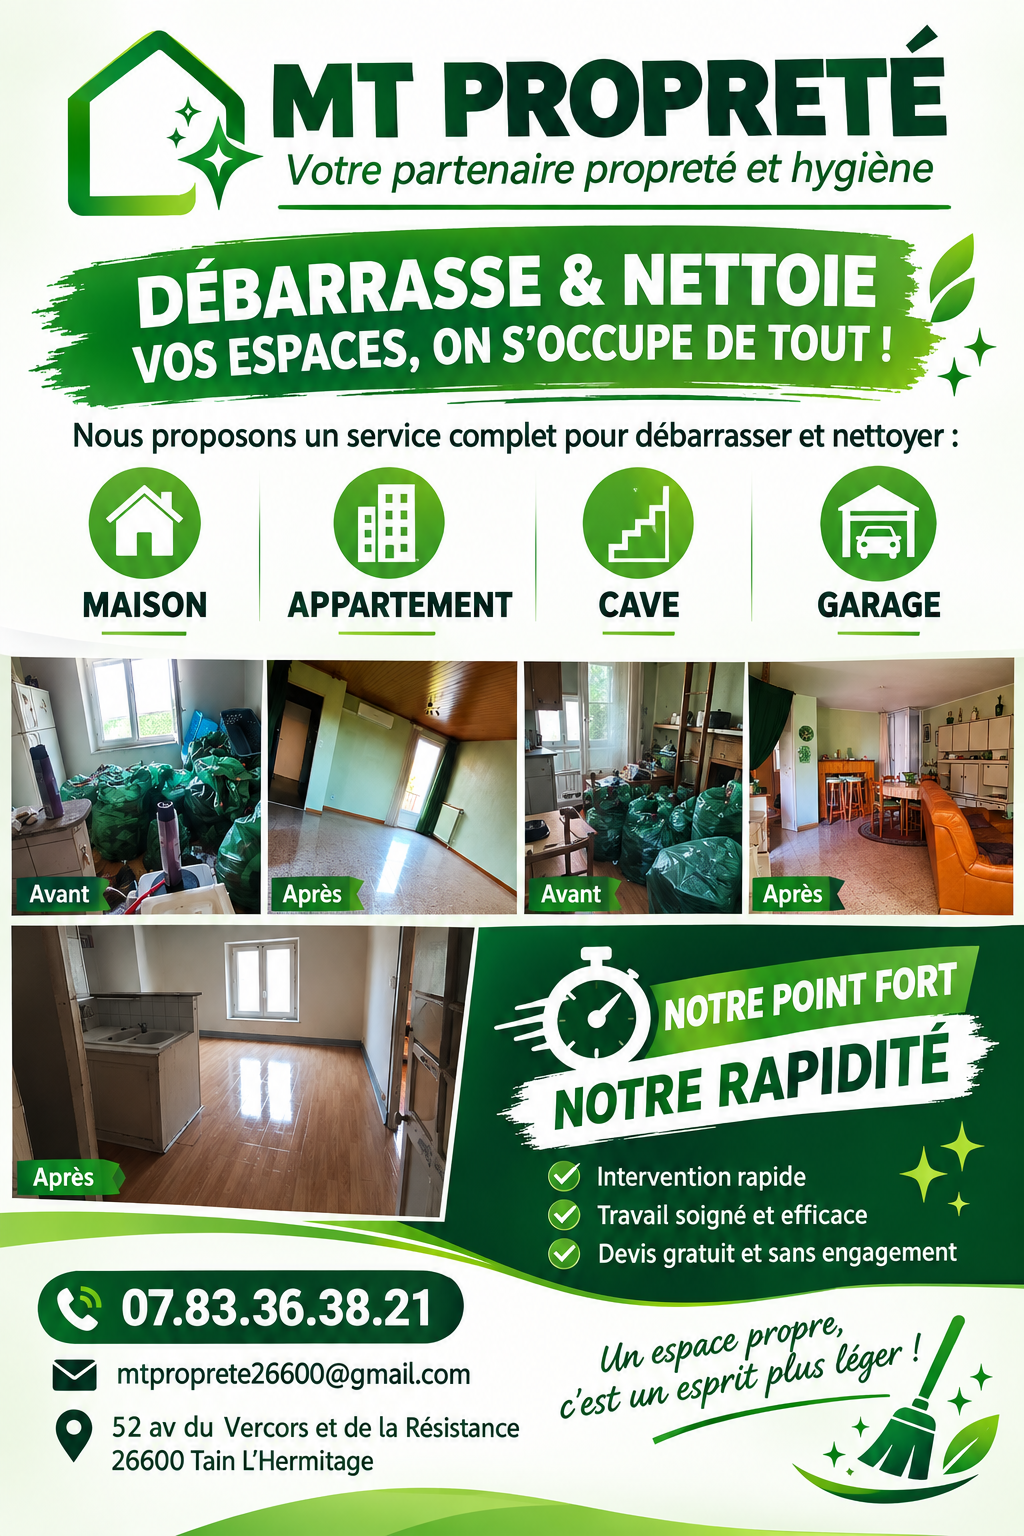 MT PROPRETÉ
Votre partenaire propreté et hygiène
DÉBARRASSE & NETTOIE
VOS ESPACES, ON S'OCCUPE DE TOUT !
Nous proposons un service complet pour débarrasser et nettoyer :
MAISON
APPARTEMENT
CAVE
GARAGE
Avant
Après
Avant
Après
Après
NOTRE POINT FORT
NOTRE RAPIDITÉ
Intervention rapide
Travail soigné et efficace
Devis gratuit et sans engagement
07.83.36.38.21
mtproprete26600@gmail.com
52 av du Vercors et de la Résistance
26600 Tain L'Hermitage
Un espace propre,
c'est un esprit plus léger !